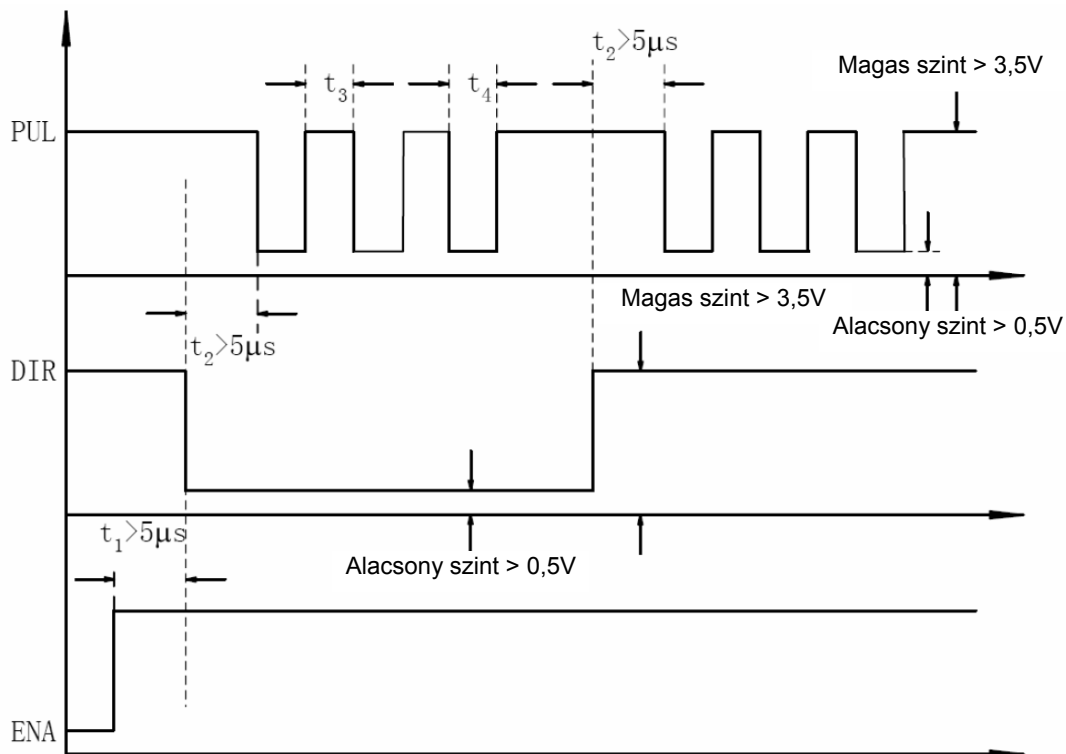 t2>5µs
Magas szint > 3,5V
t3
t4
PUL
Magas szint > 3,5V
Alacsony szint > 0,5V
t2>5µs
DIR
t1>5µs
Alacsony szint > 0,5V
ENA